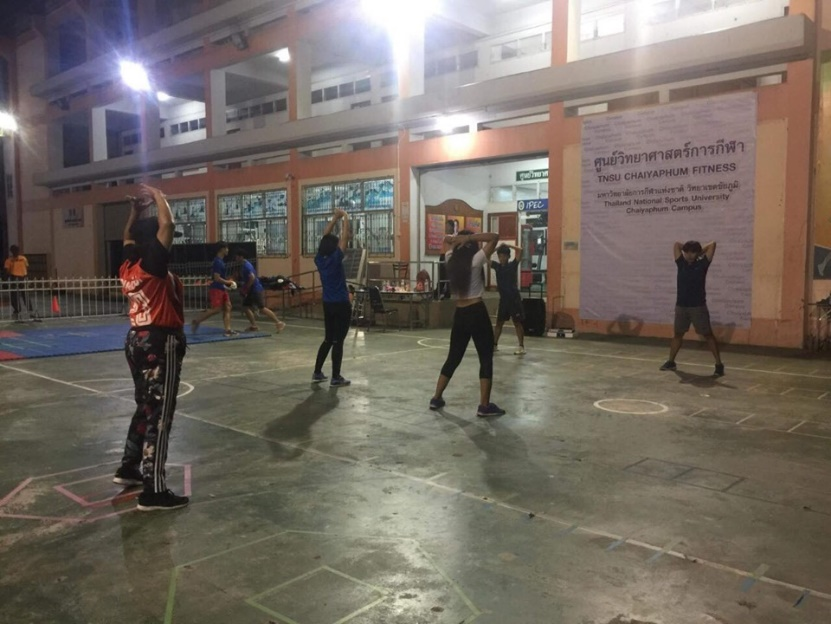 ศูนย์วิทยาศาสตร์การกีฬา
TNSU CHAIYAPHUM FITNESS
มหาวิทยาลัยการกีฬาแห่งชาติ วิทยาเขตชัยภูมิ
Thailand National Sports University
Chaiyaphum Campus
IPEC